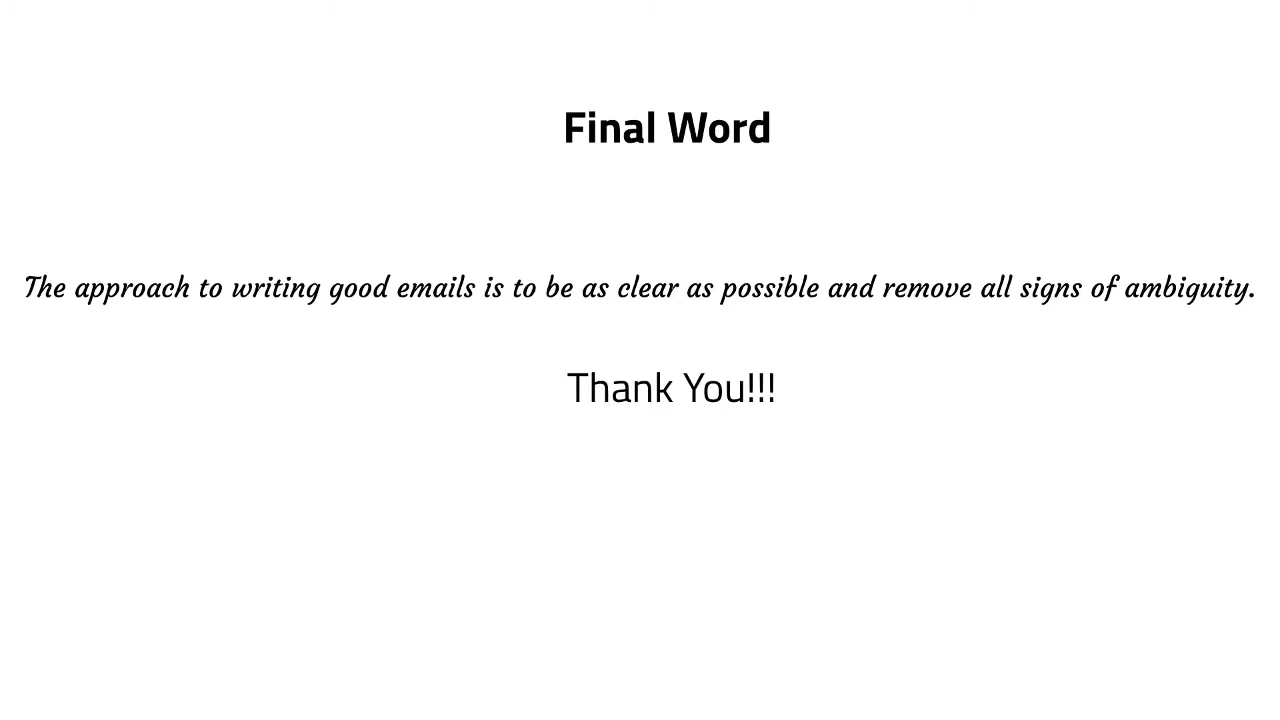 Final Word
The approach to writing good emails is to be as clear as possible and remove all signs of ambiguity.
Thank You!!!